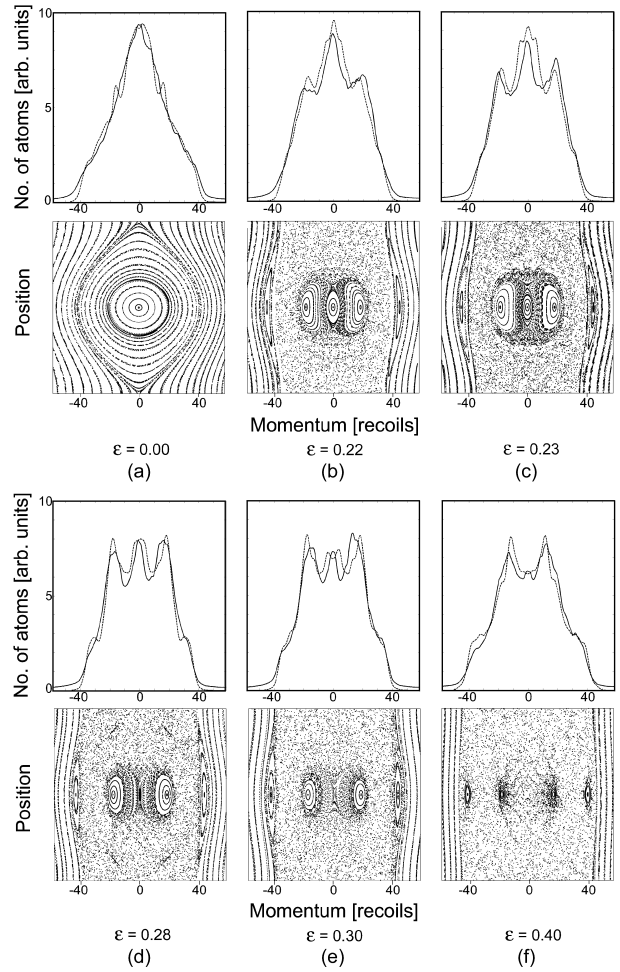 No. of atoms [arb. units]
10
5
0
-40 0 40
-40 0 40
-40 0 40
Position
-40 0 40
-40 0 40
-40 0 40
Momentum [recoils]
ε = 0.00
ε = 0.22
ε = 0.23
(a)
(b)
(c)
No. of atoms [arb. units]
10
5
0
-40 0 40
-40 0 40
-40 0 40
Position
-40 0 40
-40 0 40
-40 0 40
Momentum [recoils]
ε = 0.28
ε = 0.30
ε = 0.40
(d)
(e)
(f)